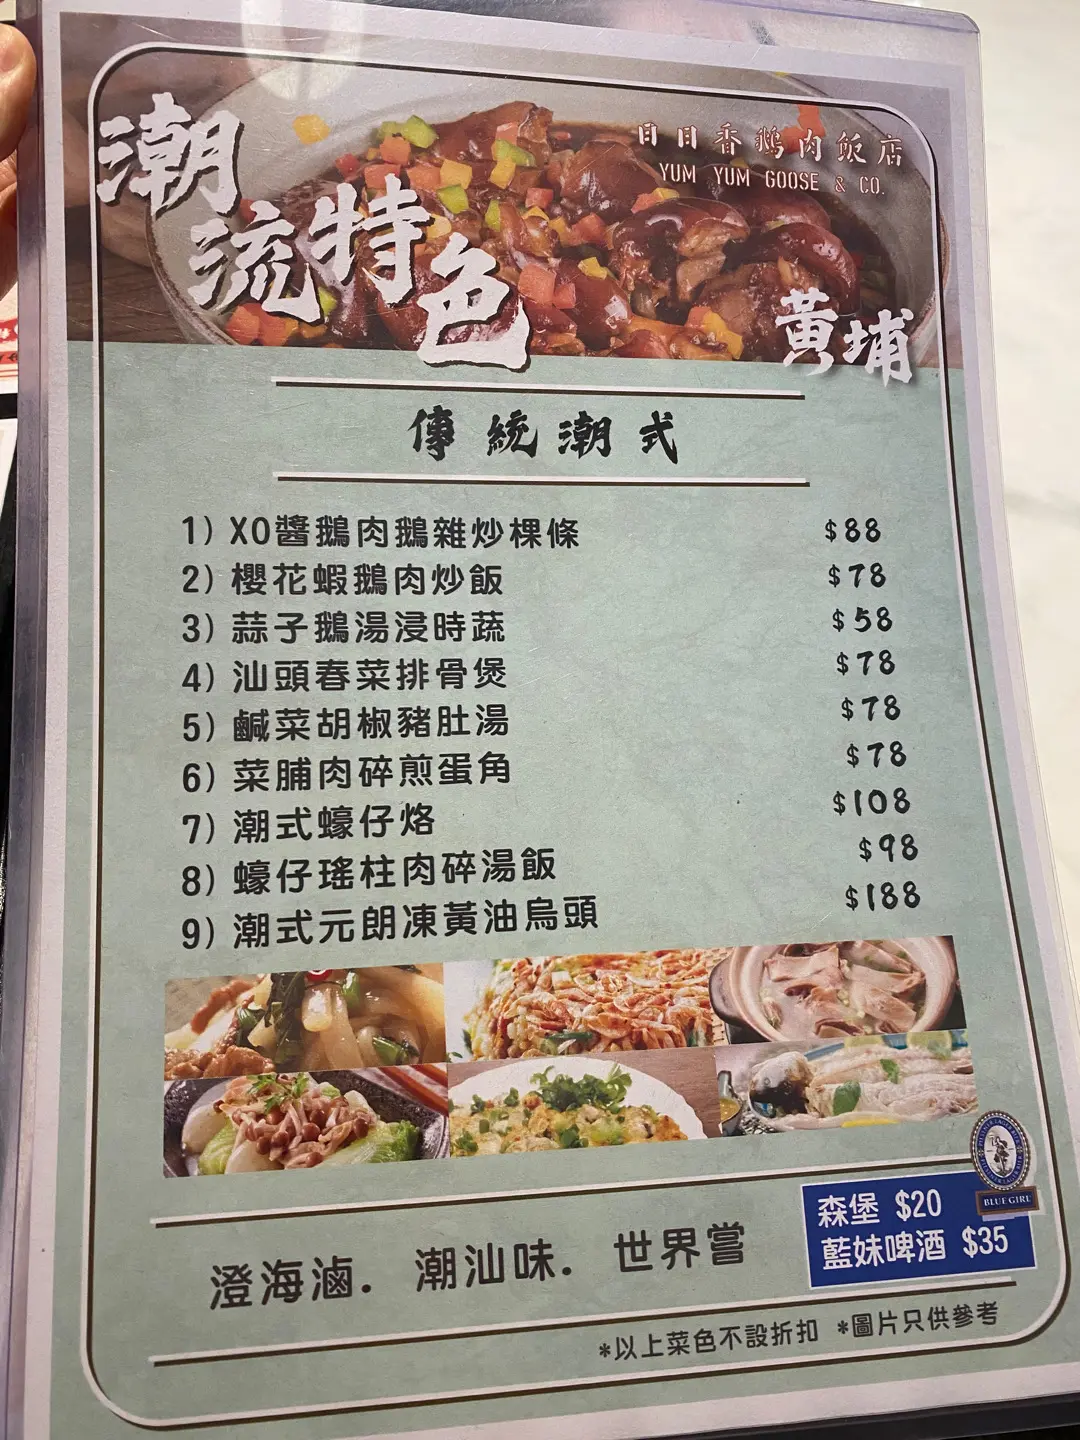 潮流特色
日日香鵝肉飯店
YUM YUM GOOSE & CO.
黃埔
傳統潮式
1) XO醬鵝肉鵝雜炒粿條 $88
2) 櫻花蝦鵝肉炒飯 $78
3) 蒜子鵝湯浸時蔬 $58
4) 汕頭春菜排骨煲 $78
5) 鹹菜胡椒豬肚湯 $78
6) 菜脯肉碎煎蛋角 $78
7) 潮式蠔仔烙 $108
8) 蠔仔瑤柱肉碎湯飯 $98
9) 潮式元朗凍黃油烏頭 $188
BLUE GIRL
森堡 $20
藍妹啤酒 $35
澄海滷. 潮汕味. 世界嘗
*以上菜色不設折扣 *圖片只供參考